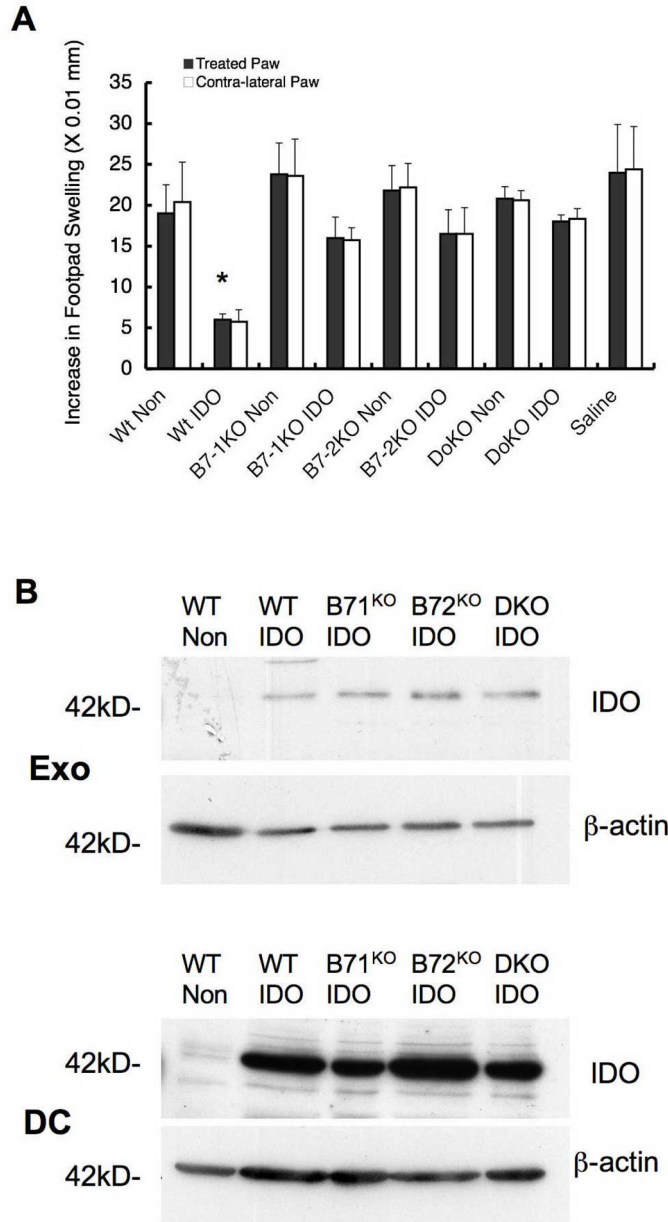 A
Treated Paw
Contra-lateral Paw
Increase in Footpad Swelling (X 0.01 mm)
35
30
25
20
15
10
5
0
*
Wt Non
Wt IDO
B7-1KO Non
B7-1KO IDO
B7-2KO Non
B7-2KO IDO
DoKO Non
DoKO IDO
Saline
B
WT WT B71ᴷᴼ B72ᴷᴼ DKO
Non IDO IDO IDO IDO
42kD- IDO
Exo
42kD- β-actin
WT WT B71ᴷᴼ B72ᴷᴼ DKO
Non IDO IDO IDO IDO
42kD- IDO
DC
42kD- β-actin